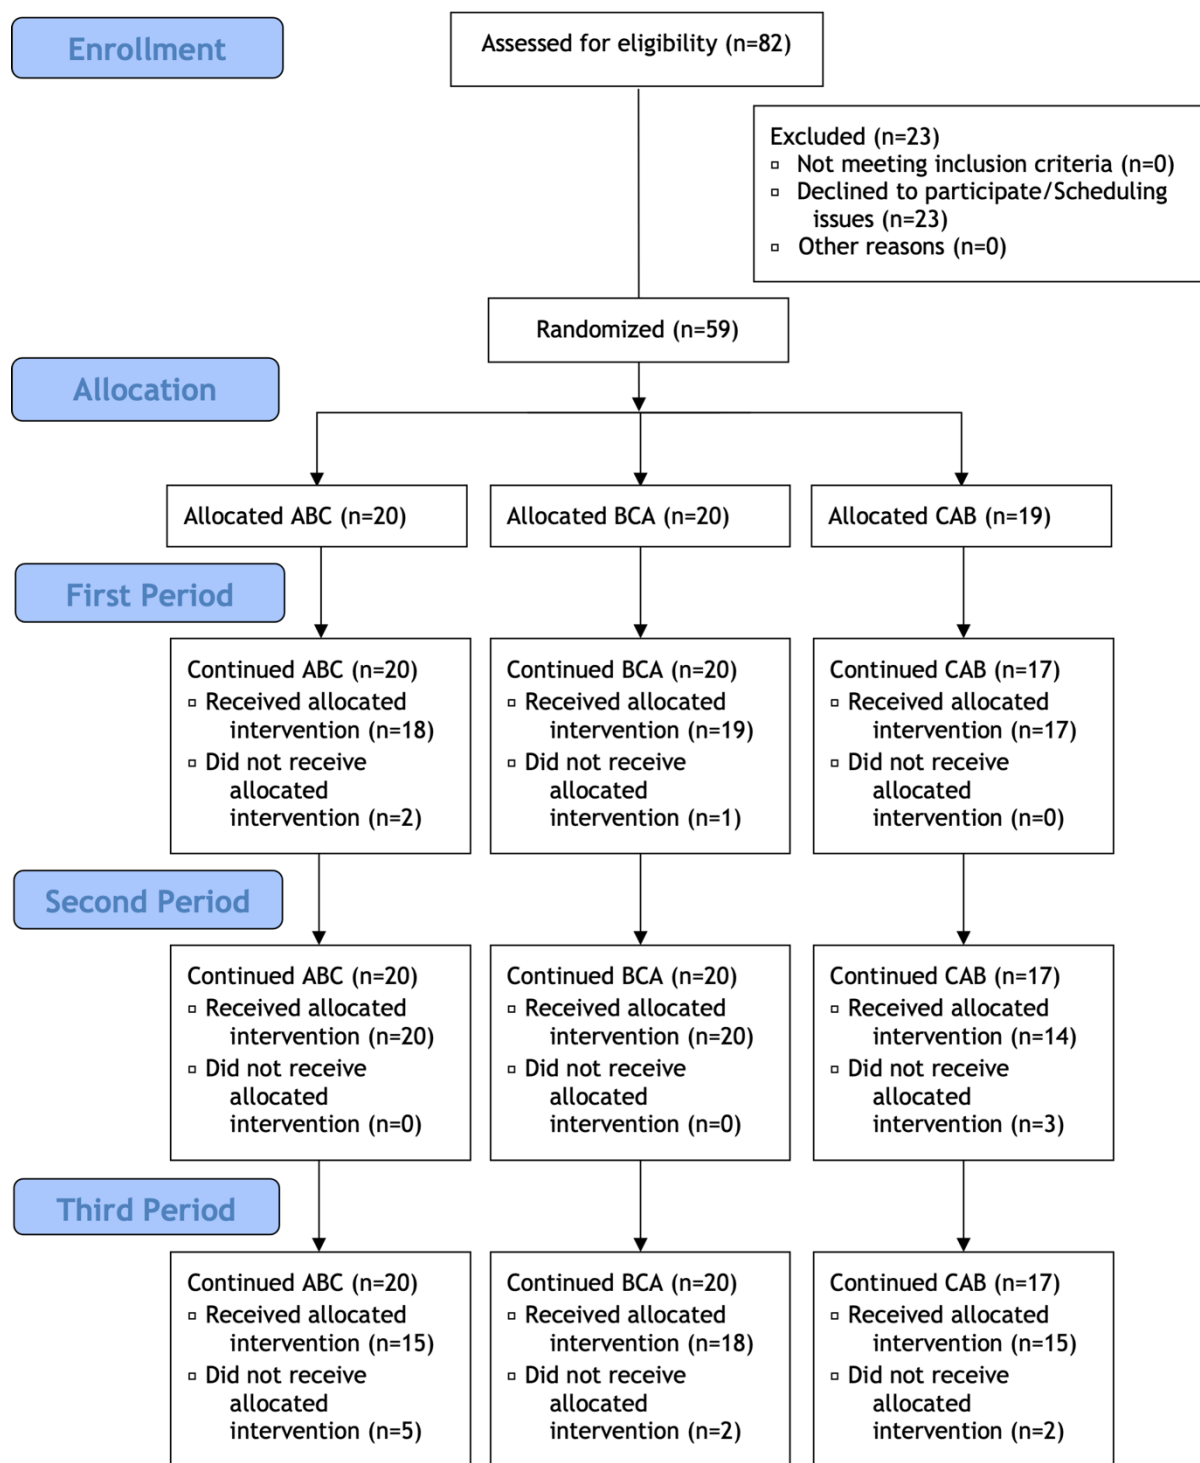 Enrollment
Assessed for eligibility (n=82)
Excluded (n=23)
▫ Not meeting inclusion criteria (n=0)
▫ Declined to participate/Scheduling
issues (n=23)
▫ Other reasons (n=0)
Randomized (n=59)
Allocation
Allocated ABC (n=20)
Allocated BCA (n=20)
Allocated CAB (n=19)
First Period
Continued ABC (n=20)
▫ Received allocated
intervention (n=18)
▫ Did not receive
allocated
intervention (n=2)
Continued BCA (n=20)
▫ Received allocated
intervention (n=19)
▫ Did not receive
allocated
intervention (n=1)
Continued CAB (n=17)
▫ Received allocated
intervention (n=17)
▫ Did not receive
allocated
intervention (n=0)
Second Period
Continued ABC (n=20)
▫ Received allocated
intervention (n=20)
▫ Did not receive
allocated
intervention (n=0)
Continued BCA (n=20)
▫ Received allocated
intervention (n=20)
▫ Did not receive
allocated
intervention (n=0)
Continued CAB (n=17)
▫ Received allocated
intervention (n=14)
▫ Did not receive
allocated
intervention (n=3)
Third Period
Continued ABC (n=20)
▫ Received allocated
intervention (n=15)
▫ Did not receive
allocated
intervention (n=5)
Continued BCA (n=20)
▫ Received allocated
intervention (n=18)
▫ Did not receive
allocated
intervention (n=2)
Continued CAB (n=17)
▫ Received allocated
intervention (n=15)
▫ Did not receive
allocated
intervention (n=2)